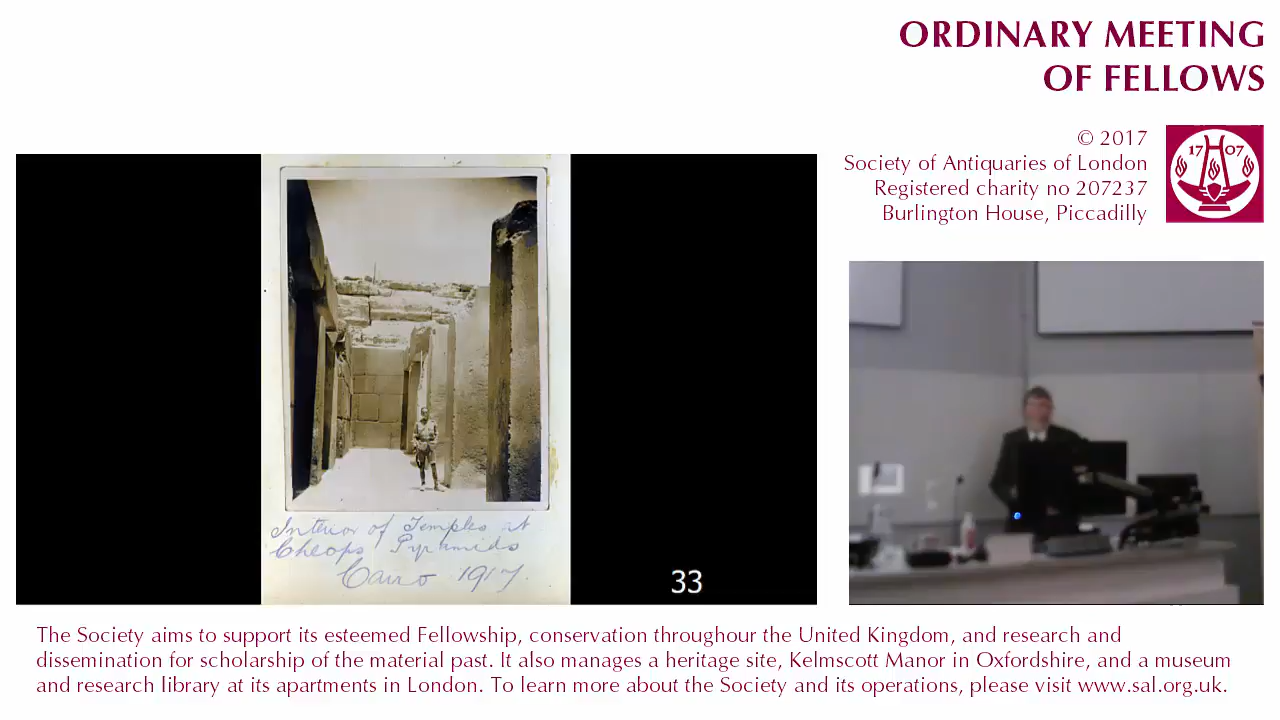 ORDINARY MEETING
OF FELLOWS
© 2017
Society of Antiquaries of London
Registered charity no 207237
Burlington House, Piccadilly
17 07
Interior of Temples at
Cheops Pyramids
Cairo 1917.
33
The Society aims to support its esteemed Fellowship, conservation throughour the United Kingdom, and research and
dissemination for scholarship of the material past. It also manages a heritage site, Kelmscott Manor in Oxfordshire, and a museum
and research library at its apartments in London. To learn more about the Society and its operations, please visit www.sal.org.uk.